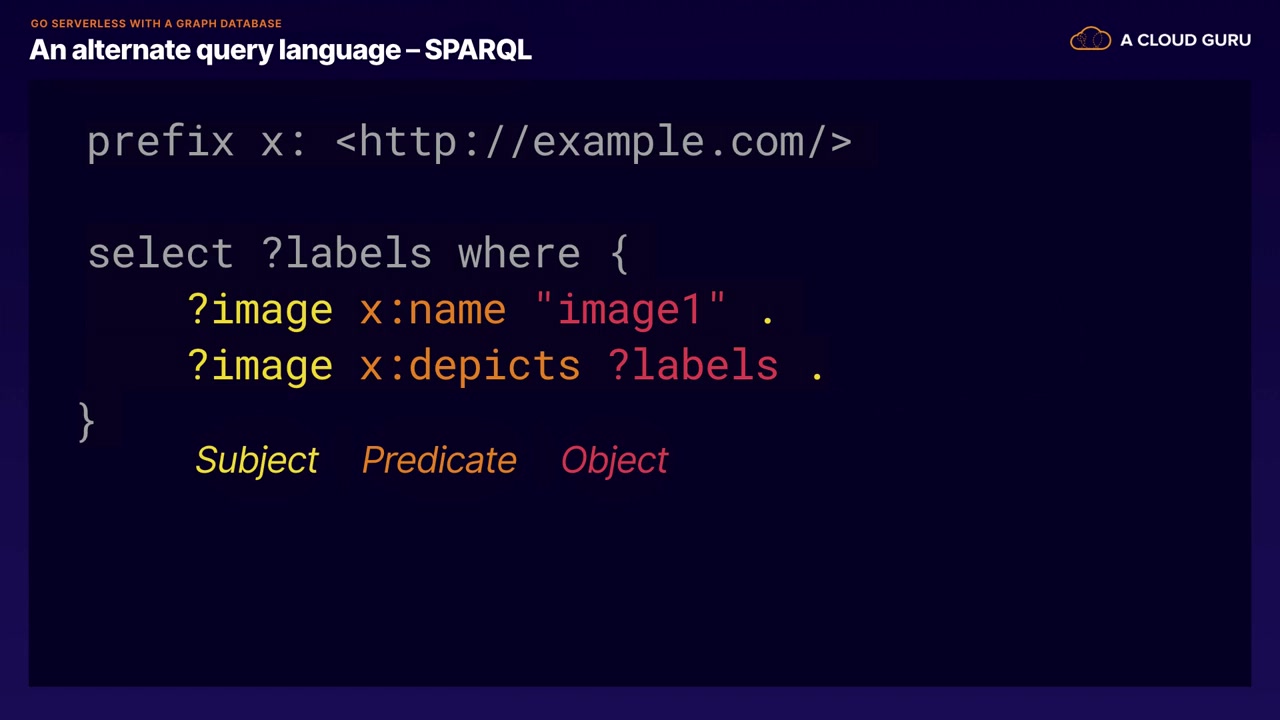 GO SERVERLESS WITH A GRAPH DATABASE
An alternate query language – SPARQL
A CLOUD GURU
prefix x: <http://example.com/>
select ?labels where {
?image x:name "image1" .
?image x:depicts ?labels .
}
Subject Predicate Object